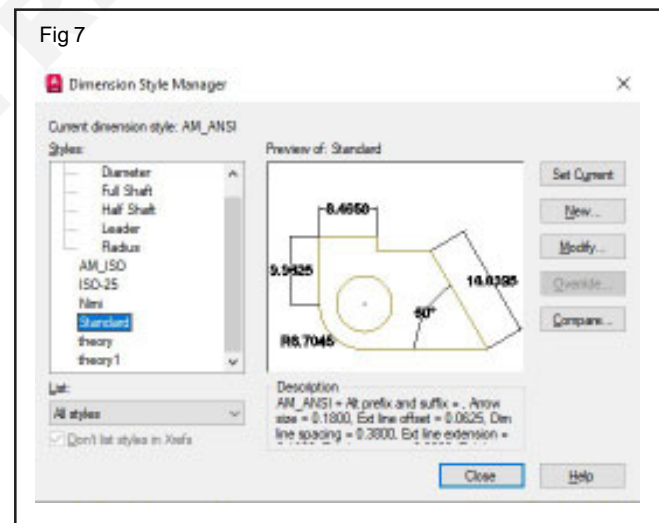 Fig 7
Dimension Style Manager
Current dimension style: AM_ANSI
Styles:
Diameter
Full Shaft
Half Shaft
Leader
Radius
AM_ISO
ISO-25
Nimi
Standard
theory
theory1
List:
All styles
Don't list styles in Xrefs
Preview of: Standard
8.4650
9.9625
16.0395
60°
R6.7045
Description
AM_ANSI + Alt prefix and suffix = , Arrow
size = 0.1800, Ext line offset = 0.0625, Dim
line spacing = 0.3800, Ext line extension =
Set Current
New...
Modify...
Override...
Compare...
Close
Help